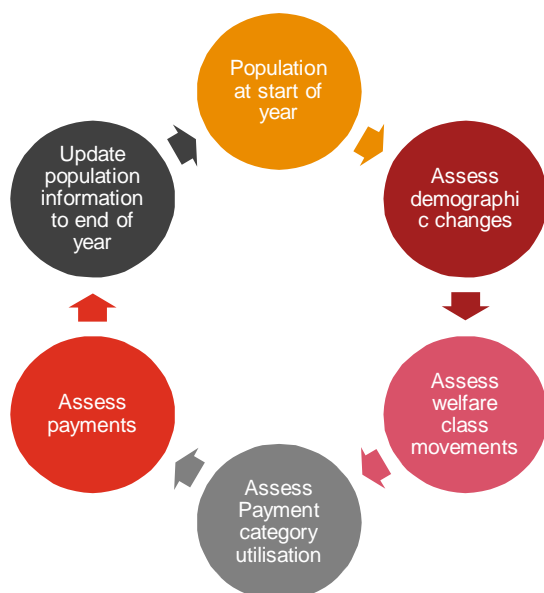 Population
at start of
year
Assess
demographi
c changes
Assess
welfare
class
movements
Assess
Payment
category
utilisation
Assess
payments
Update
population
information
to end of
year